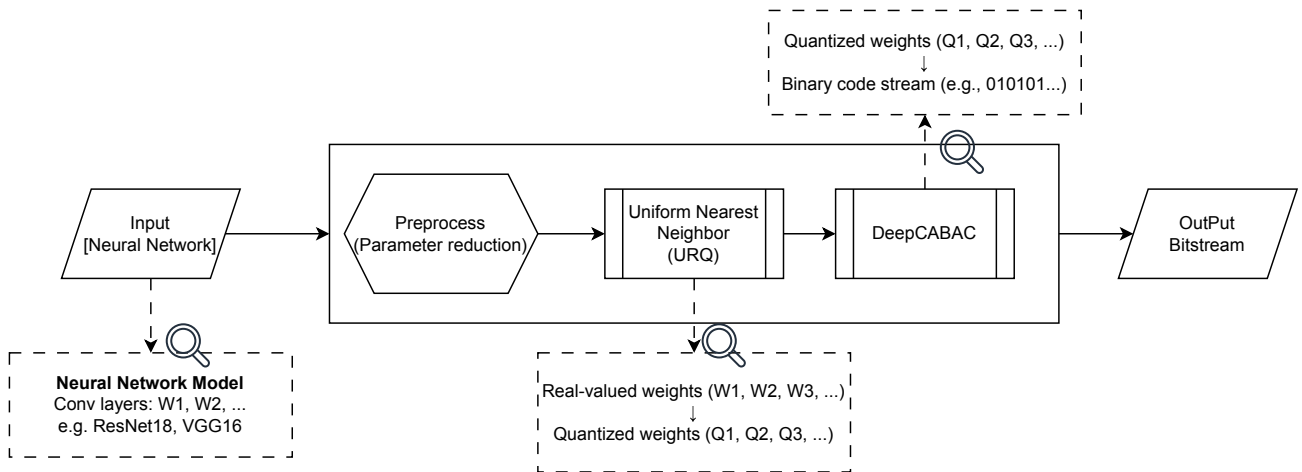 Quantized weights (Q1, Q2, Q3, ...)
↓
Binary code stream (e.g., 010101...)
Input
[Neural Network]
Preprocess
(Parameter reduction)
Uniform Nearest
Neighbor
(URQ)
DeepCABAC
OutPut
Bitstream
Neural Network Model
Conv layers: W1, W2, ...
e.g. ResNet18, VGG16
Real-valued weights (W1, W2, W3, ...)
↓
Quantized weights (Q1, Q2, Q3, ...)